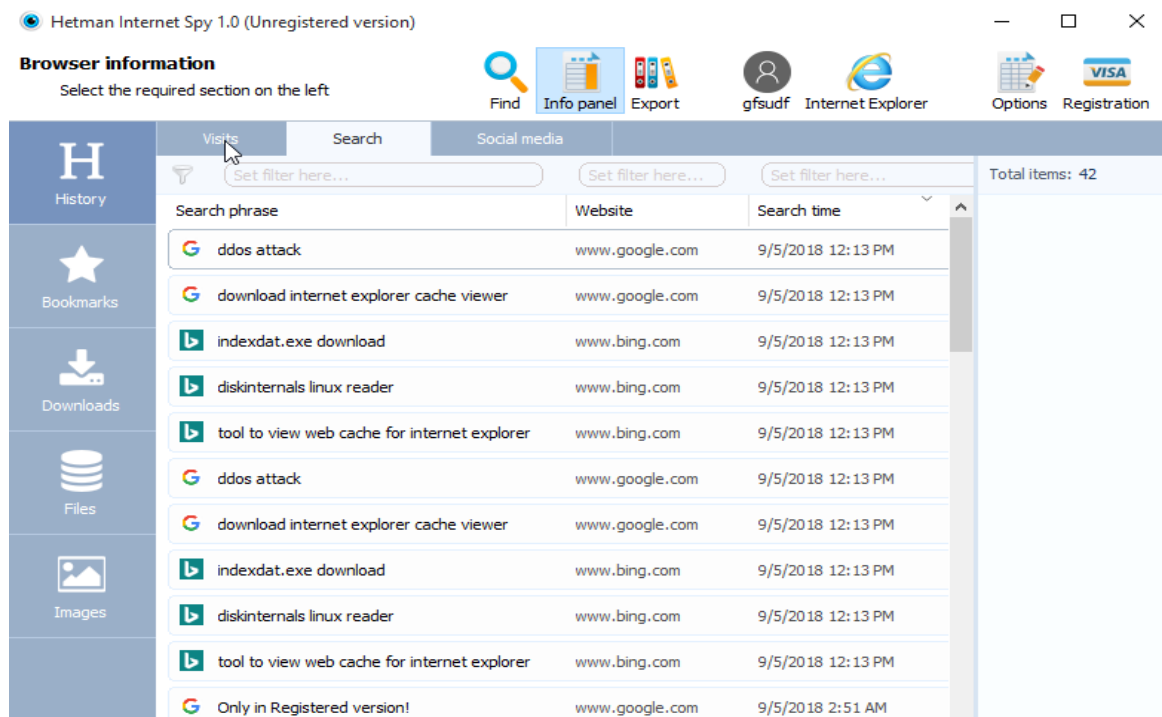 Hetman Internet Spy 1.0 (Unregistered version)
Browser information
Select the required section on the left
Find Info panel Export gfsudf Internet Explorer Options VISA Registration
Visits Search Social media
H
History
Set filter here... Set filter here... Set filter here... Total items: 42
Search phrase Website Search time
ddos attack www.google.com 9/5/2018 12:13 PM
download internet explorer cache viewer www.google.com 9/5/2018 12:13 PM
Bookmarks
indexdat.exe download www.bing.com 9/5/2018 12:13 PM
diskinternals linux reader www.bing.com 9/5/2018 12:13 PM
Downloads
tool to view web cache for internet explorer www.bing.com 9/5/2018 12:13 PM
ddos attack www.google.com 9/5/2018 12:13 PM
Files
download internet explorer cache viewer www.google.com 9/5/2018 12:13 PM
indexdat.exe download www.bing.com 9/5/2018 12:13 PM
Images
diskinternals linux reader www.bing.com 9/5/2018 12:13 PM
tool to view web cache for internet explorer www.bing.com 9/5/2018 12:13 PM
Only in Registered version! www.google.com 9/5/2018 2:51 AM